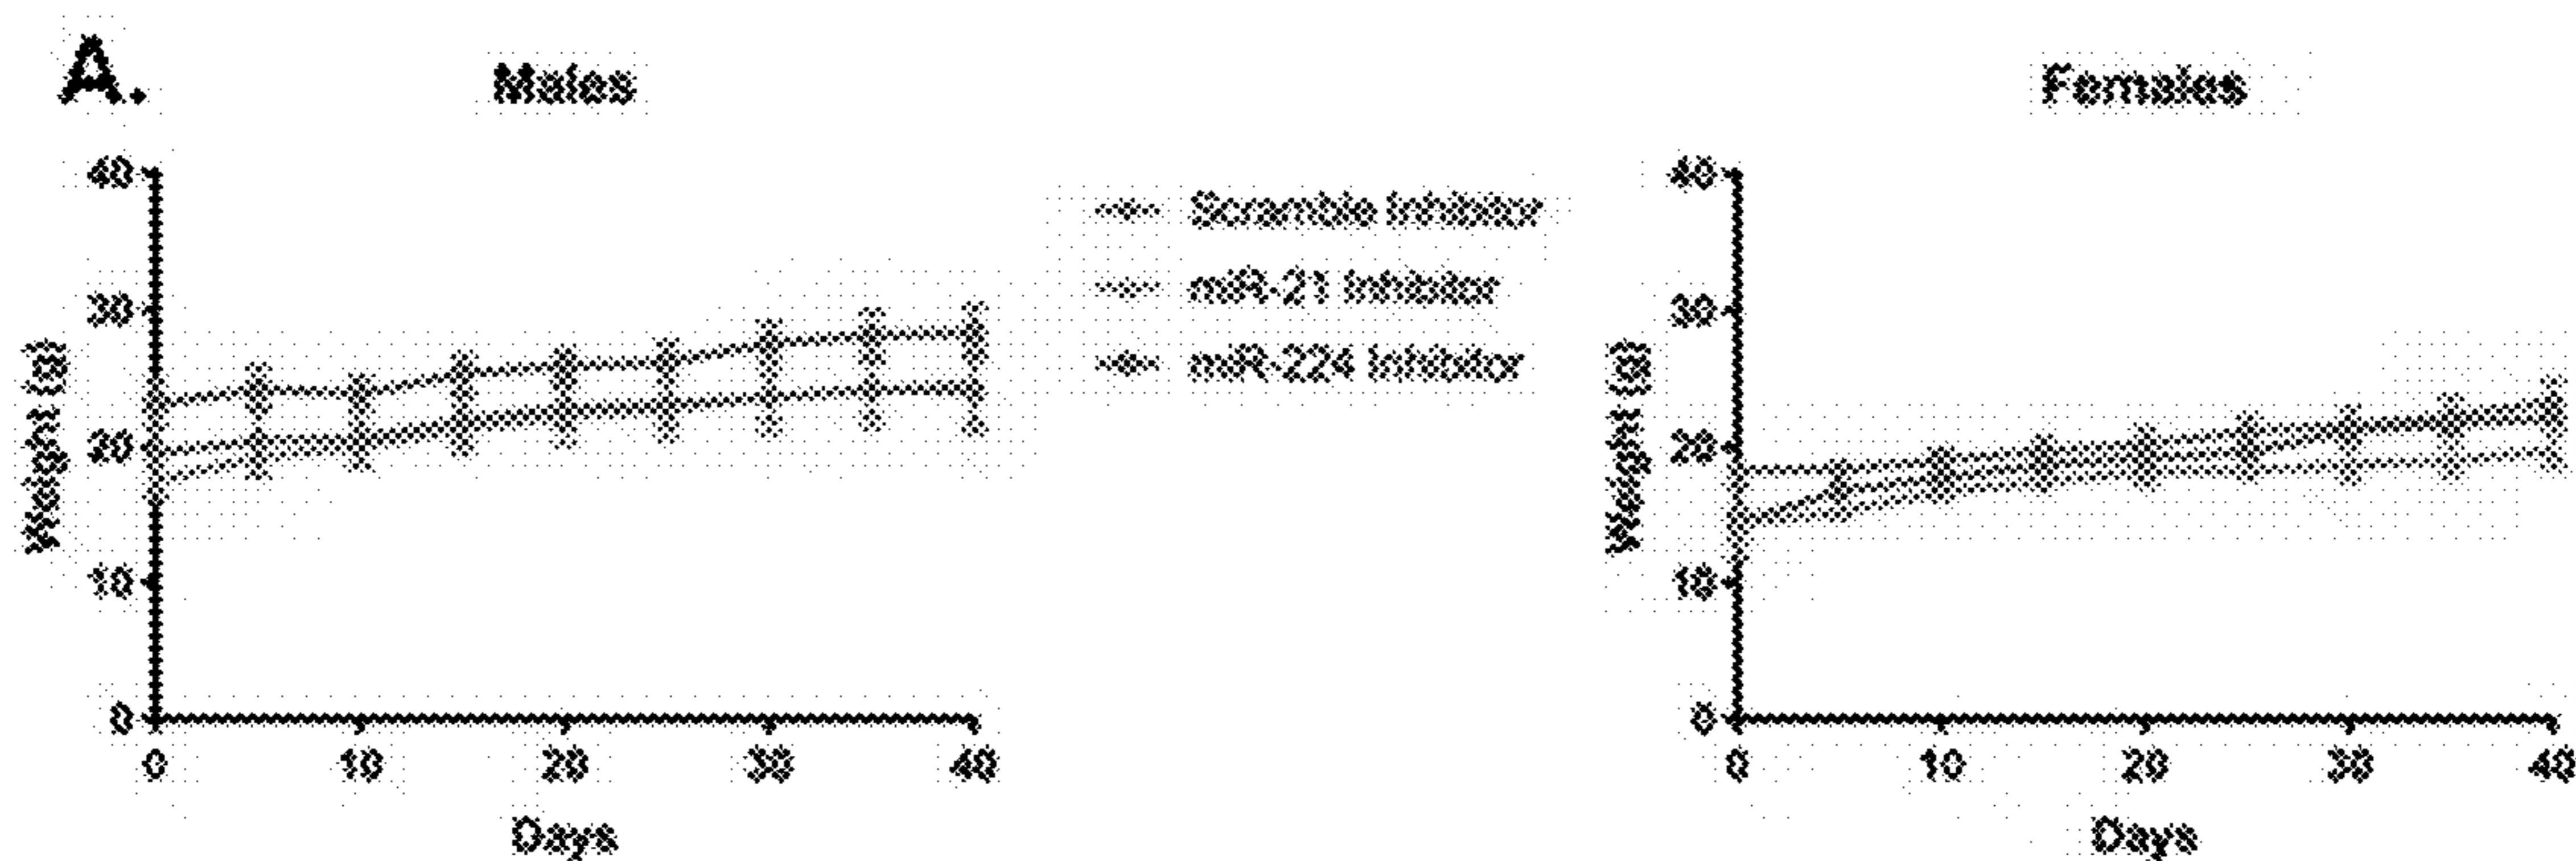 A.
Males
Females
40
30
20
10
0
Weight (g)
0 10 20 30 40
Days
Scramble Inhibitor
miR-21 Inhibitor
miR-224 Inhibitor
40
30
20
10
0
Weight (g)
0 10 20 30 40
Days